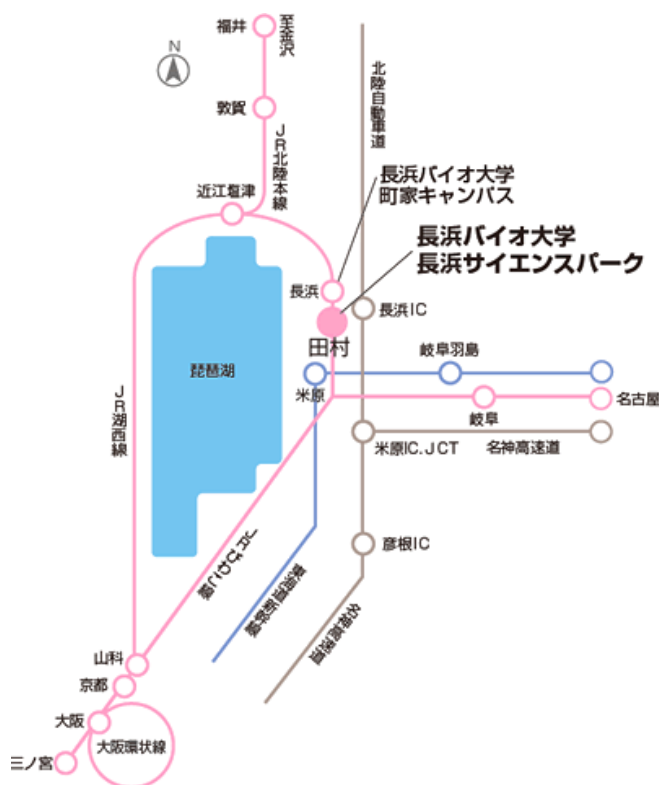 福井
至金沢
N
敦賀
北陸自動車道
JR北陸本線
近江塩津
長浜バイオ大学
町家キャンパス
長浜バイオ大学
長浜サイエンスパーク
長浜
長浜IC
田村
岐阜羽島
琵琶湖
米原
名古屋
岐阜
JR湖西線
米原IC.JCT
名神高速道
彦根IC
JRびわこ線
東海道新幹線
名神高速道
山科
京都
大阪
大阪環状線
三ノ宮